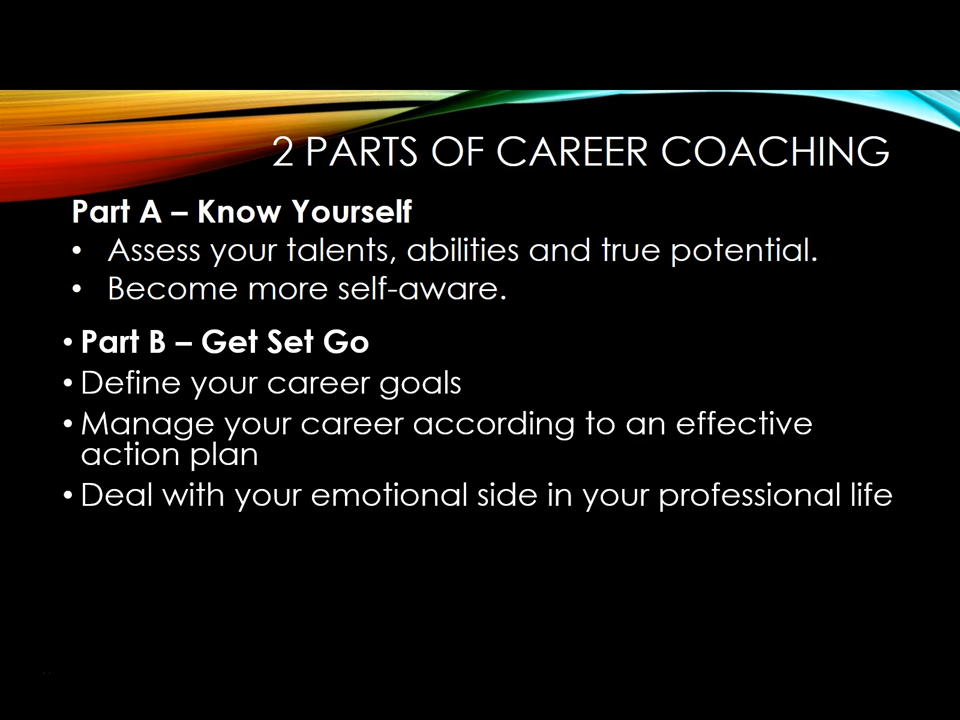 2 PARTS OF CAREER COACHING
Part A – Know Yourself
• Assess your talents, abilities and true potential.
• Become more self-aware.
• Part B – Get Set Go
• Define your career goals
• Manage your career according to an effective
action plan
• Deal with your emotional side in your professional life